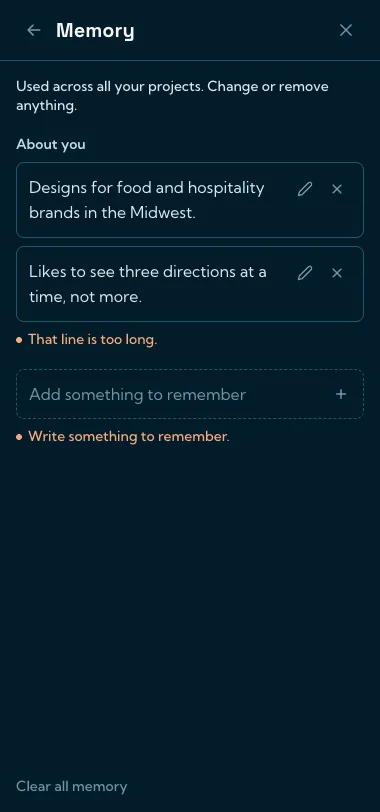 Memory
Used across all your projects. Change or remove
anything.
About you
Designs for food and hospitality
brands in the Midwest.
Likes to see three directions at a
time, not more.
That line is too long.
Add something to remember
Write something to remember.
Clear all memory